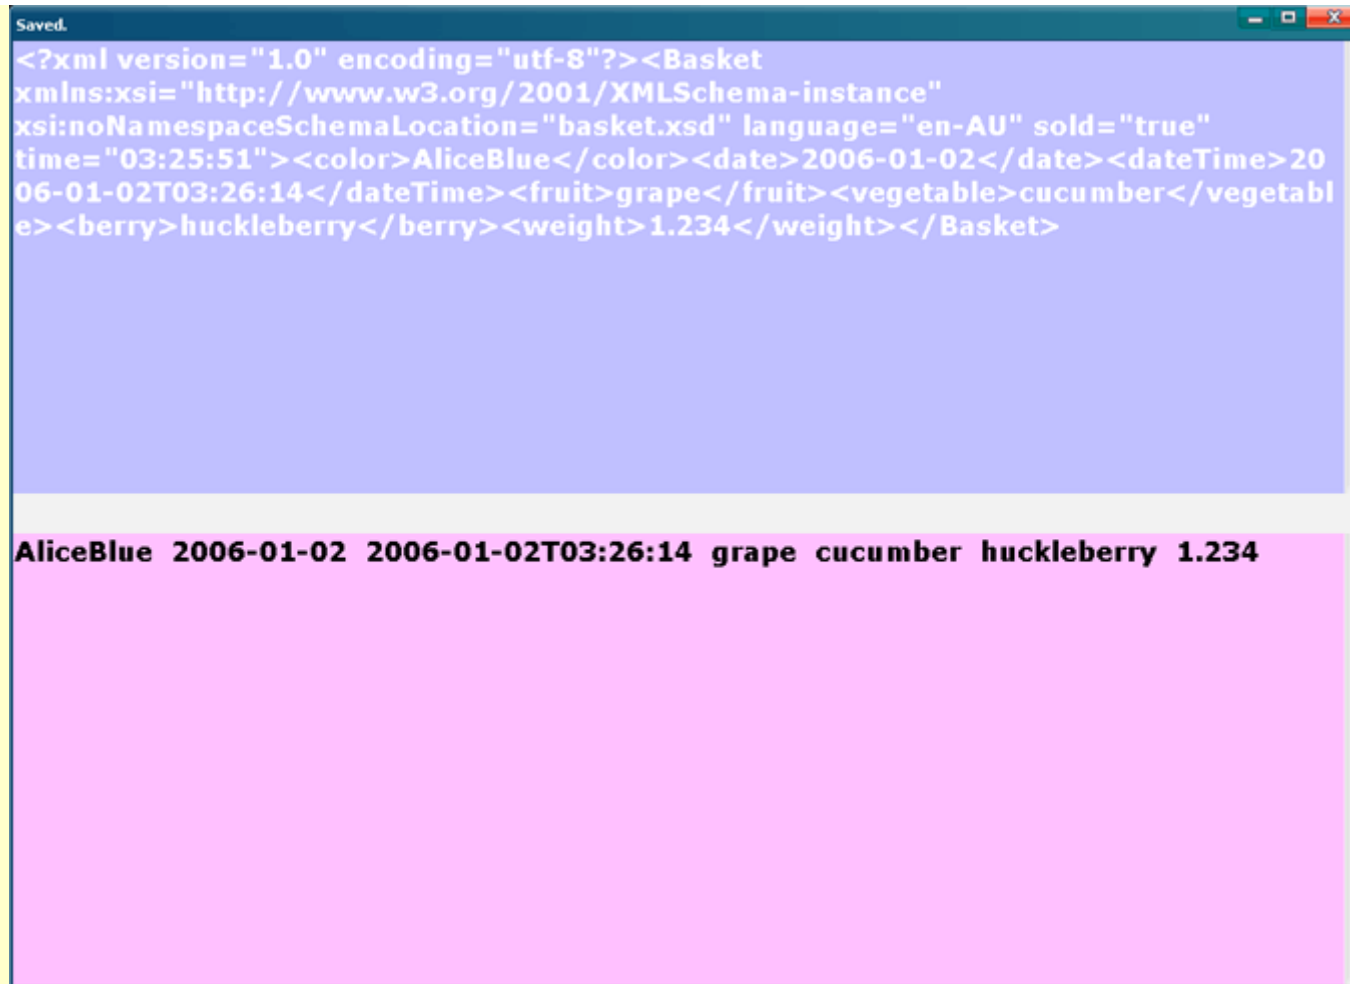 Saved.
<?xml version="1.0" encoding="utf-8"?><Basket
xmlns:xsi="http://www.w3.org/2001/XMLSchema-instance"
xsi:noNamespaceSchemaLocation="basket.xsd" language="en-AU" sold="true"
time="03:25:51"><color>AliceBlue</color><date>2006-01-02</date><dateTime>20
06-01-02T03:26:14</dateTime><fruit>grape</fruit><vegetable>cucumber</vegetabl
e><berry>huckleberry</berry><weight>1.234</weight></Basket>
AliceBlue 2006-01-02 2006-01-02T03:26:14 grape cucumber huckleberry 1.234